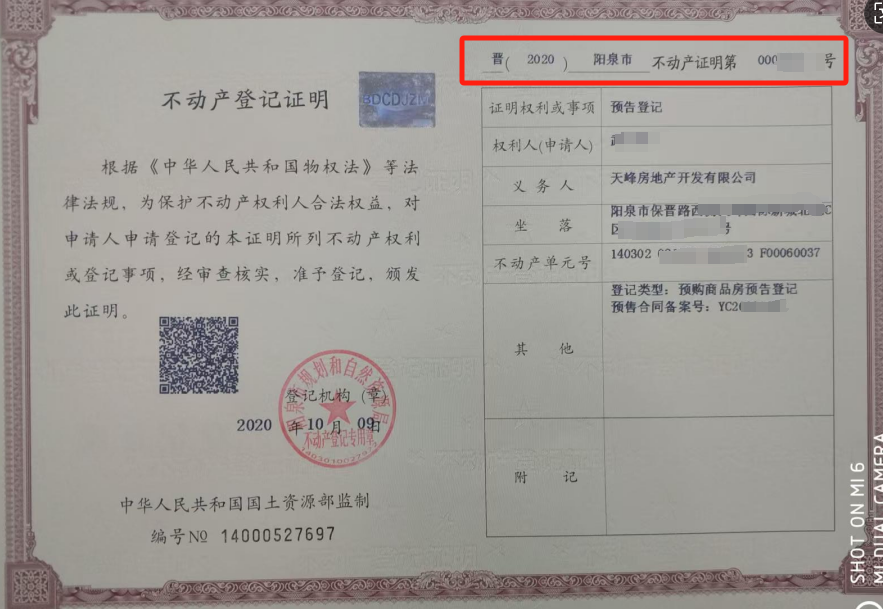 不动产登记证明
BDCDJZM
根据《中华人民共和国物权法》等法
律法规，为保护不动产权利人合法权益，对
申请人申请登记的本证明所列不动产权利
或登记事项，经审查核实，准予登记，颁发
此证明。
登记机构（章）
2020 年 10 月 09 日
阳泉市规划和自然资源局
不动产登记专用章
中华人民共和国国土资源部监制
编号№ 14000527697
晋 ( 2020 ) 阳泉市 不动产证明第 000 号
证明权利或事项 预告登记
权利人(申请人)
义务人 天峰房地产开发有限公司
坐落 阳泉市保晋路西
区 号
不动产单元号 140302 3 F00060037
其他 登记类型：预购商品房预告登记
预售合同备案号：YC2
附记
SHOT ON MI 6
MI DUAL CAMERA